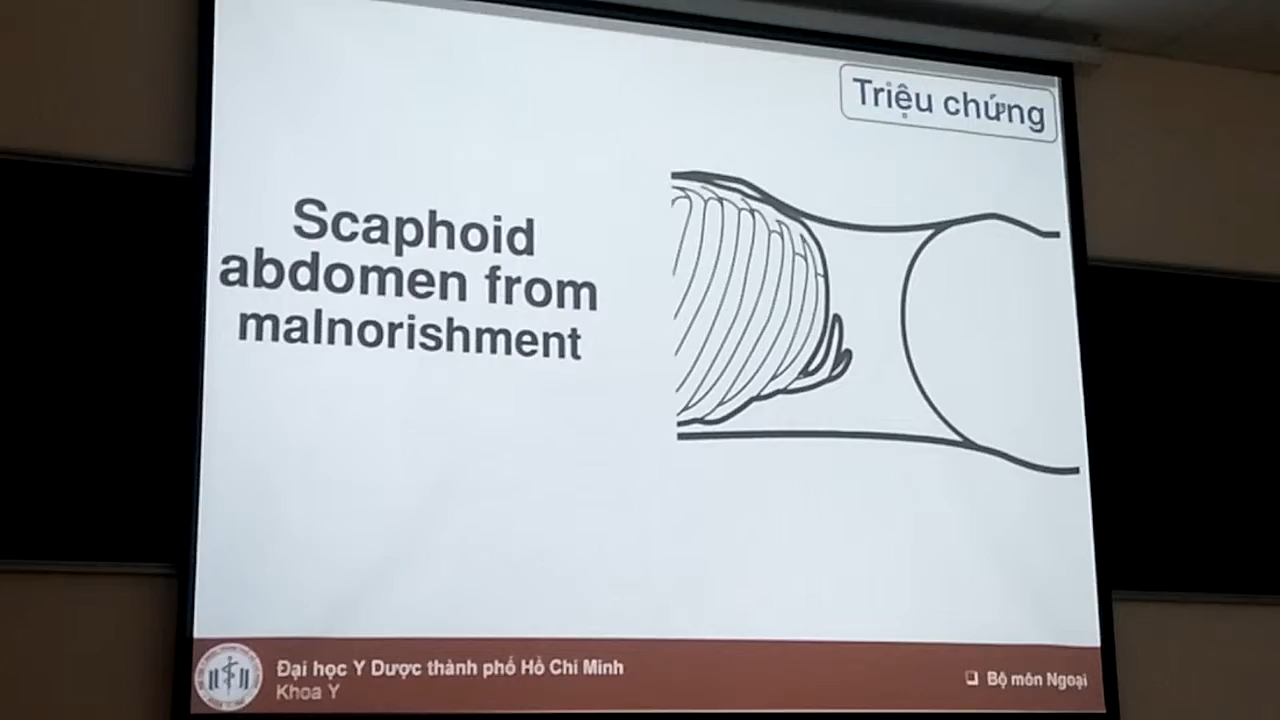 Triệu chứng
Scaphoid
abdomen from
malnorishment
Đại học Y Dược thành phố Hồ Chí Minh
Khoa Y
❑ Bộ môn Ngoại